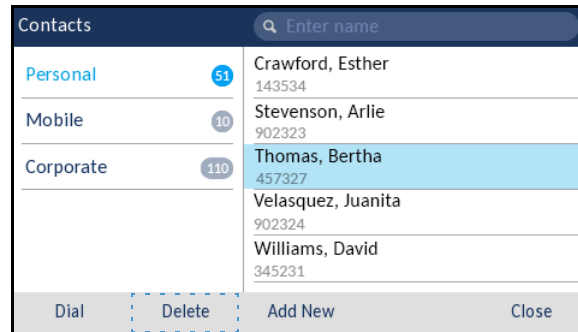 Contacts
Enter name
Personal 51
Mobile 10
Corporate 110
Crawford, Esther
143534
Stevenson, Arlie
902323
Thomas, Bertha
457327
Velasquez, Juanita
902324
Williams, David
345231
Dial Delete Add New Close